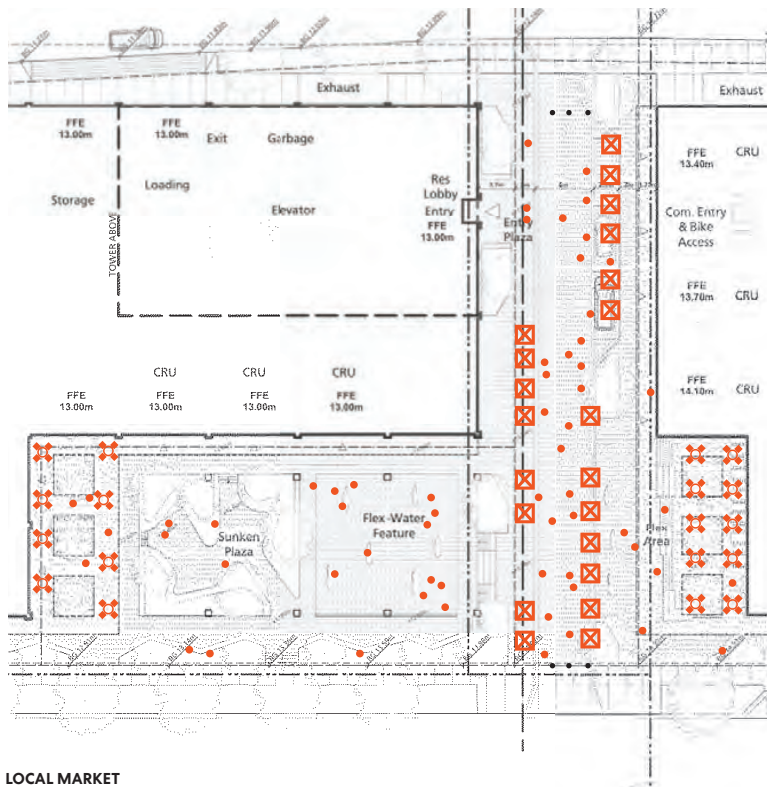 Exhaust
Exhaust
FFE
13.00m
FFE
13.00m
Exit
Garbage
Storage
Loading
Elevator
TOWER ABOVE
Res
Lobby
Entry
FFE
13.00m
Entry
Plaza
FFE
13.40m
CRU
Com. Entry
& Bike
Access
FFE
13.70m
CRU
FFE
14.10m
CRU
CRU
CRU
CRU
FFE
13.00m
FFE
13.00m
FFE
13.00m
FFE
13.00m
Sunken
Plaza
Flex-Water
Feature
Flex
Area
LOCAL MARKET